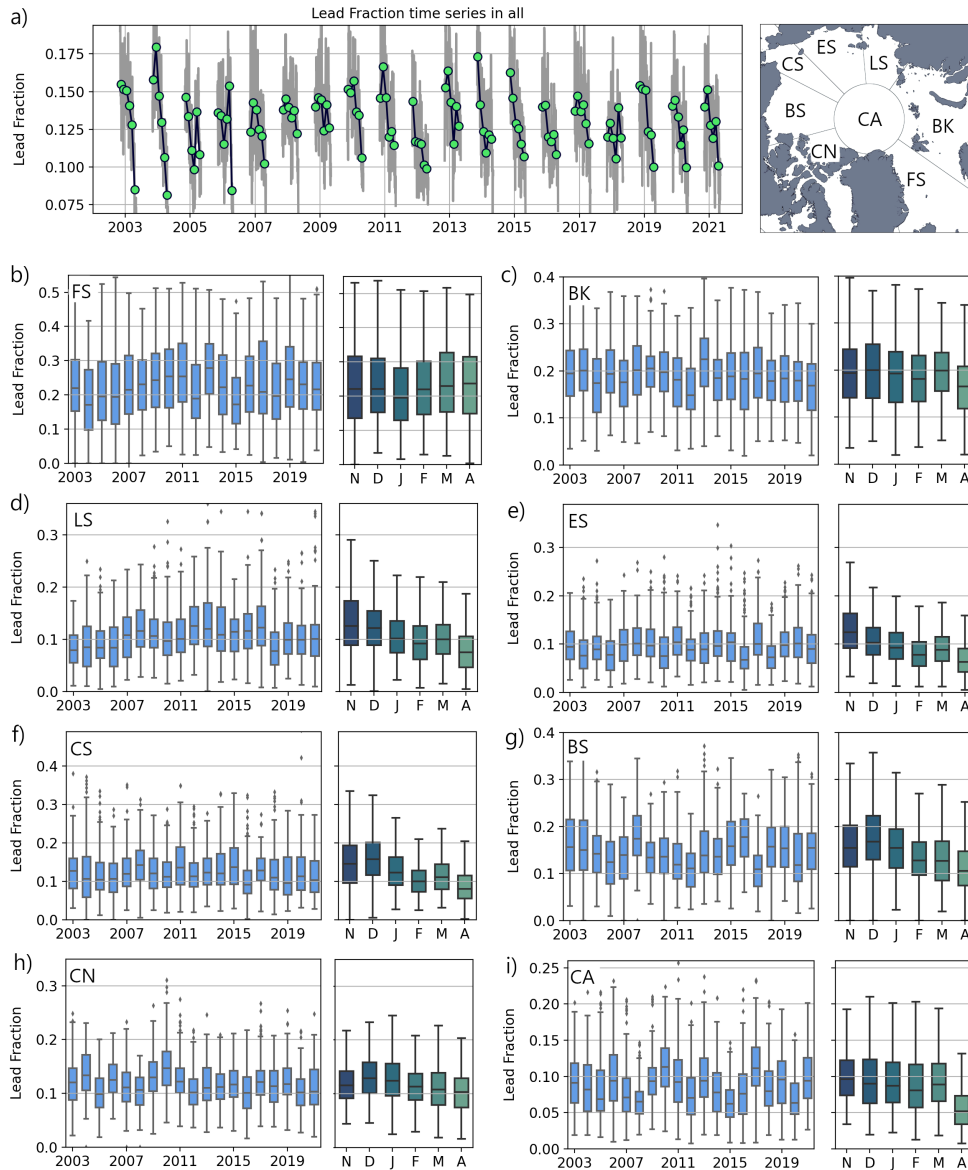 a)
Lead Fraction time series in all
Lead Fraction
0.175
0.150
0.125
0.100
0.075
2003 2005 2007 2009 2011 2013 2015 2017 2019 2021
ES
CS
LS
BS
CA
BK
CN
FS
b)
FS
Lead Fraction
0.5
0.4
0.3
0.2
0.1
0.0
2003 2007 2011 2015 2019
N D J F M A
c)
BK
Lead Fraction
0.4
0.3
0.2
0.1
0.0
2003 2007 2011 2015 2019
N D J F M A
d)
LS
Lead Fraction
0.3
0.2
0.1
0.0
2003 2007 2011 2015 2019
N D J F M A
e)
ES
Lead Fraction
0.3
0.2
0.1
0.0
2003 2007 2011 2015 2019
N D J F M A
f)
CS
Lead Fraction
0.4
0.3
0.2
0.1
0.0
2003 2007 2011 2015 2019
N D J F M A
g)
BS
Lead Fraction
0.4
0.3
0.2
0.1
0.0
2003 2007 2011 2015 2019
N D J F M A
h)
CN
Lead Fraction
0.3
0.2
0.1
0.0
2003 2007 2011 2015 2019
N D J F M A
i)
CA
Lead Fraction
0.25
0.20
0.15
0.10
0.05
0.00
2003 2007 2011 2015 2019
N D J F M A